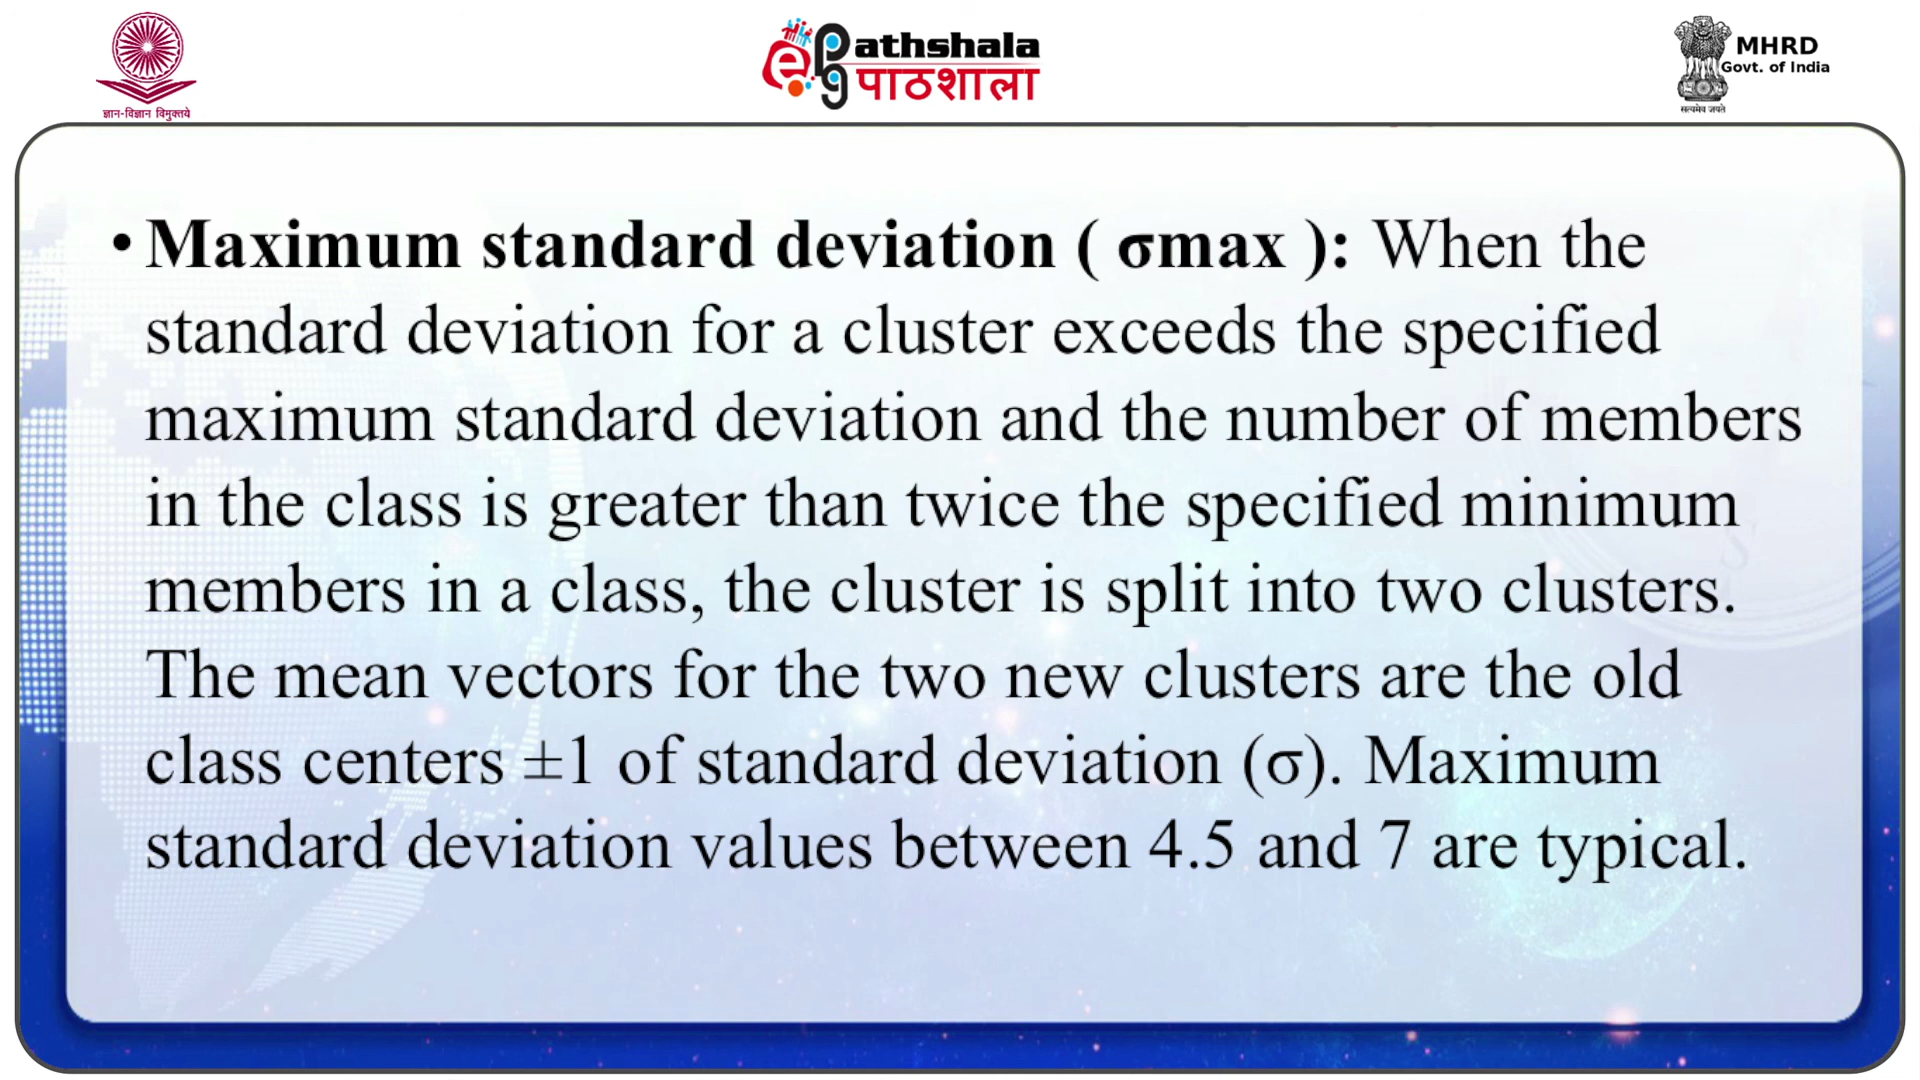 ज्ञान-विज्ञान विमुक्तये
e pg Pathshala
पाठशाला
MHRD
Govt. of India
सत्यमेव जयते
• Maximum standard deviation ( σmax ): When the
standard deviation for a cluster exceeds the specified
maximum standard deviation and the number of members
in the class is greater than twice the specified minimum
members in a class, the cluster is split into two clusters.
The mean vectors for the two new clusters are the old
class centers ±1 of standard deviation (σ). Maximum
standard deviation values between 4.5 and 7 are typical.